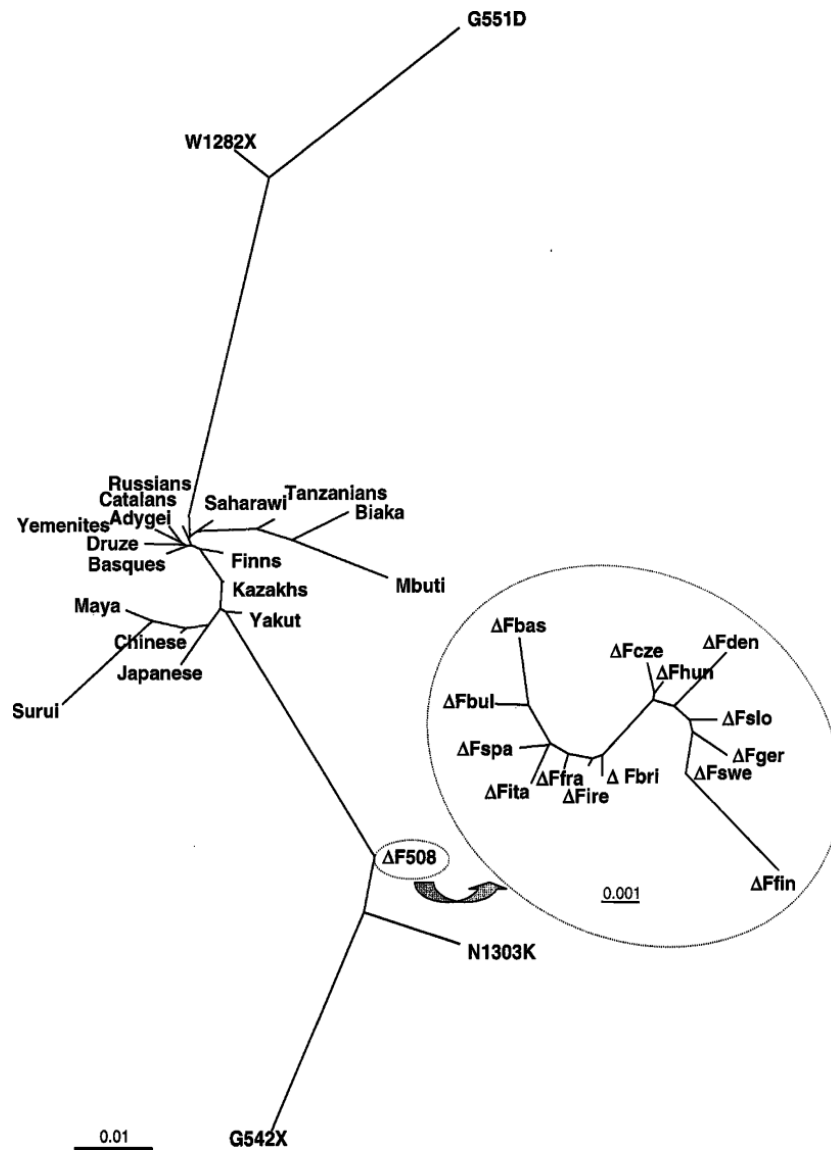 G551D
W1282X
Russians
Catalans
Saharawi
Tanzanians
Adygei
Biaka
Yemenites
Druze
Basques
Finns
Mbuti
Kazakhs
Maya
Yakut
Chinese
Japanese
Surui
ΔFbas
ΔFcze
ΔFden
ΔFhun
ΔFbul
ΔFslo
ΔFspa
ΔFger
ΔFfra
Δ Fbri
ΔFswe
ΔFita
ΔFire
ΔF508
ΔFfin
0.001
N1303K
0.01
G542X